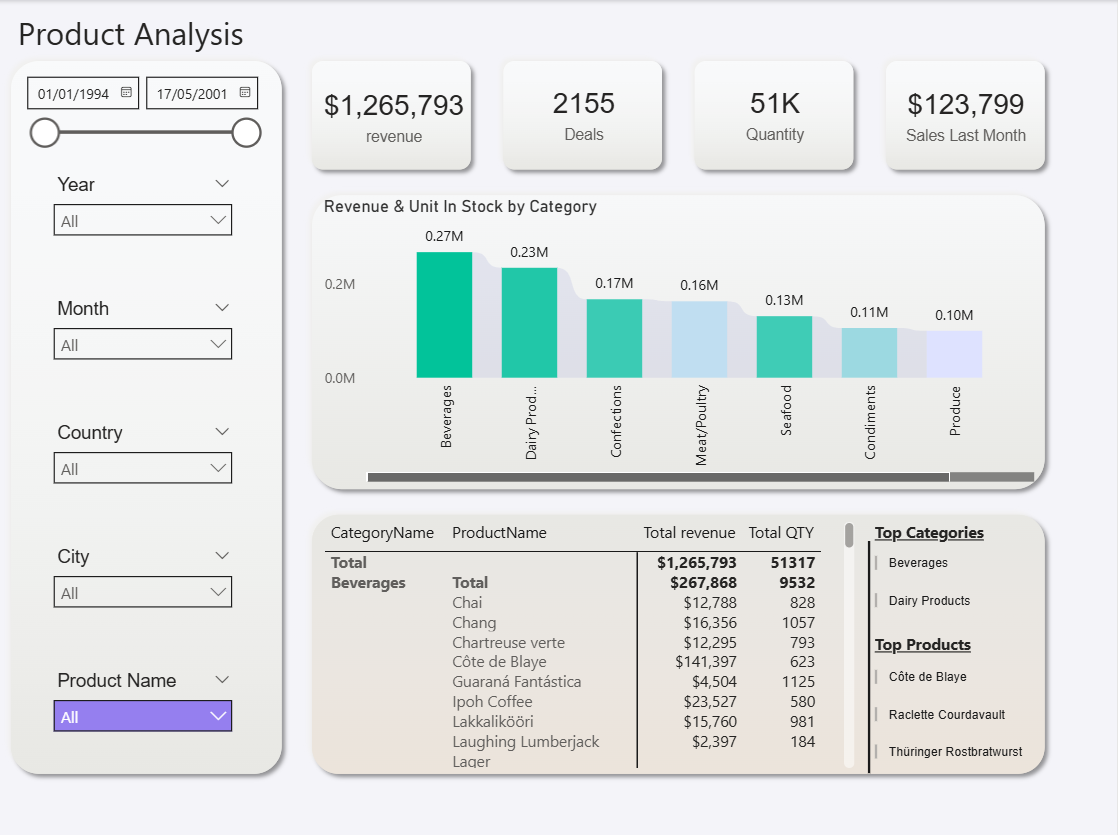 Product Analysis
01/01/1994 17/05/2001
Year
All
Month
All
Country
All
City
All
Product Name
All
$1,265,793
revenue
2155
Deals
51K
Quantity
$123,799
Sales Last Month
Revenue & Unit In Stock by Category
0.2M
0.0M
0.27M
0.23M
0.17M
0.16M
0.13M
0.11M
0.10M
Beverages
Dairy Prod...
Confections
Meat/Poultry
Seafood
Condiments
Produce
CategoryName ProductName Total revenue Total QTY
Total $1,265,793 51317
Beverages Total $267,868 9532
Chai $12,788 828
Chang $16,356 1057
Chartreuse verte $12,295 793
Côte de Blaye $141,397 623
Guaraná Fantástica $4,504 1125
Ipoh Coffee $23,527 580
Lakkalikööri $15,760 981
Laughing Lumberjack $2,397 184
Lager
Top Categories
Beverages
Dairy Products
Top Products
Côte de Blaye
Raclette Courdavault
Thüringer Rostbratwurst